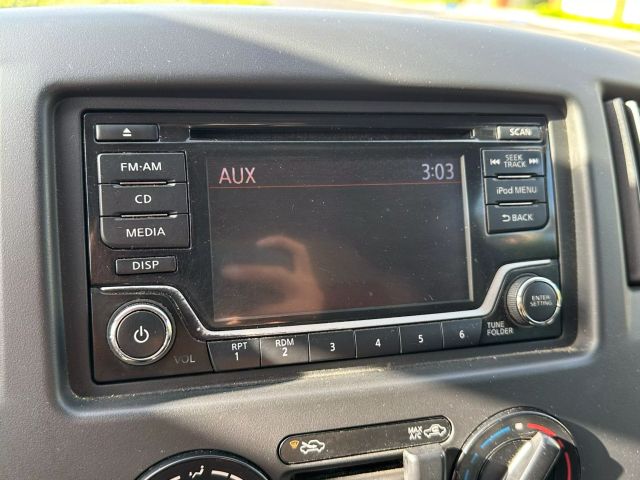 SCAN
FM·AM
CD
MEDIA
DISP
AUX 3:03
SEEK
TRACK
iPod MENU
BACK
ENTER
SETTING
TUNE
FOLDER
VOL
RPT
1
RDM
2
3
4
5
6
MAX
A/C